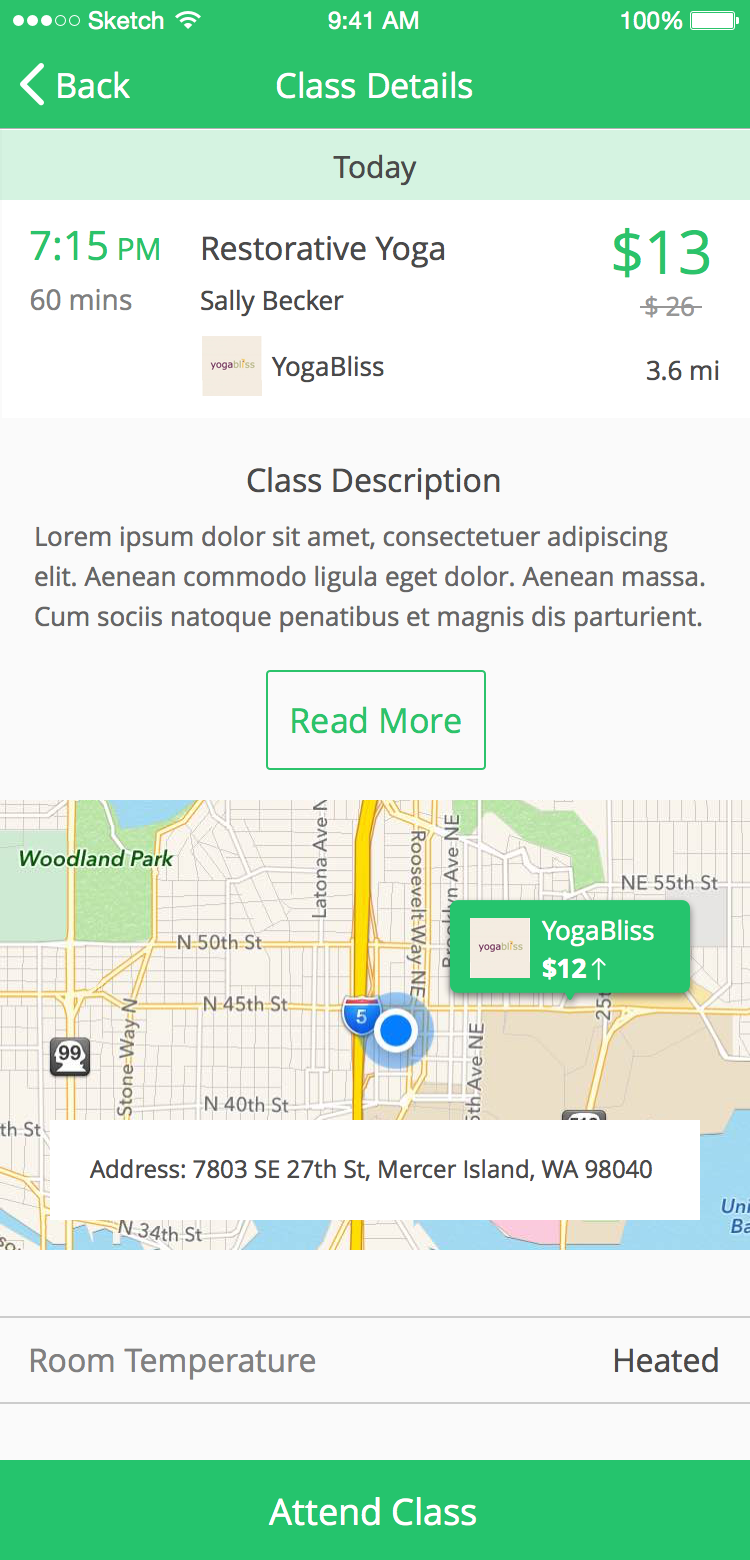 Sketch 9:41 AM 100%
Back Class Details
Today
7:15 PM Restorative Yoga $13
60 mins Sally Becker $ 26
yogabliss YogaBliss 3.6 mi
Class Description
Lorem ipsum dolor sit amet, consectetuer adipiscing
elit. Aenean commodo ligula eget dolor. Aenean massa.
Cum sociis natoque penatibus et magnis dis parturient.
Read More
Woodland Park
Latona Ave N
Roosevelt Way NE
Ave NE
NE 55th St
N 50th St
yogabliss YogaBliss
$12↑
N 45th St
5
25t
99
Stone Way N
th Ave NE
N 40th St
th St
Address: 7803 SE 27th St, Mercer Island, WA 98040
Uni
Ba
N 34th St
Room Temperature Heated
Attend Class